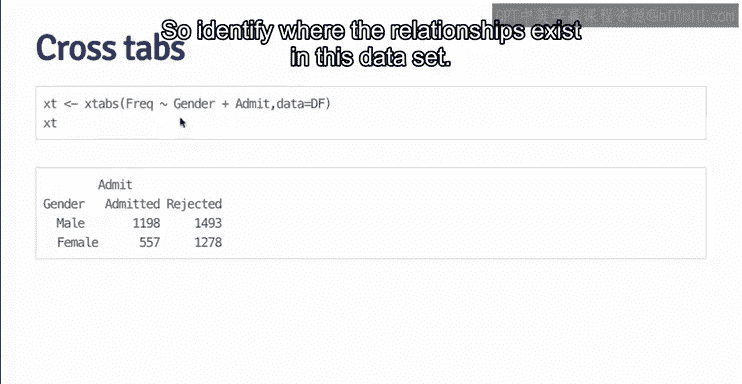 So identify where the relationships exist
in this data set.
Cross tabs
xt <- xtabs(Freq ~ Gender + Admit,data=DF)
xt
Admit
Gender Admitted Rejected
Male 1198 1493
Female 557 1278